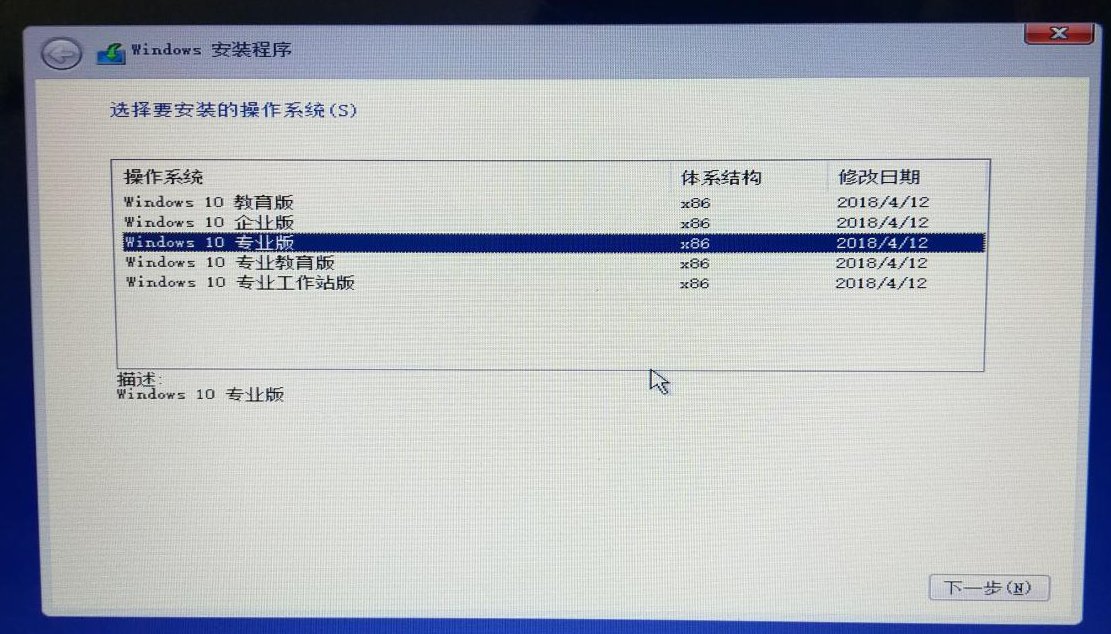 Windows 安装程序
选择要安装的操作系统(S)
操作系统 体系结构 修改日期
Windows 10 教育版 x86 2018/4/12
Windows 10 企业版 x86 2018/4/12
Windows 10 专业版 x86 2018/4/12
Windows 10 专业教育版 x86 2018/4/12
Windows 10 专业工作站版 x86 2018/4/12
描述:
Windows 10 专业版
下一步(N)